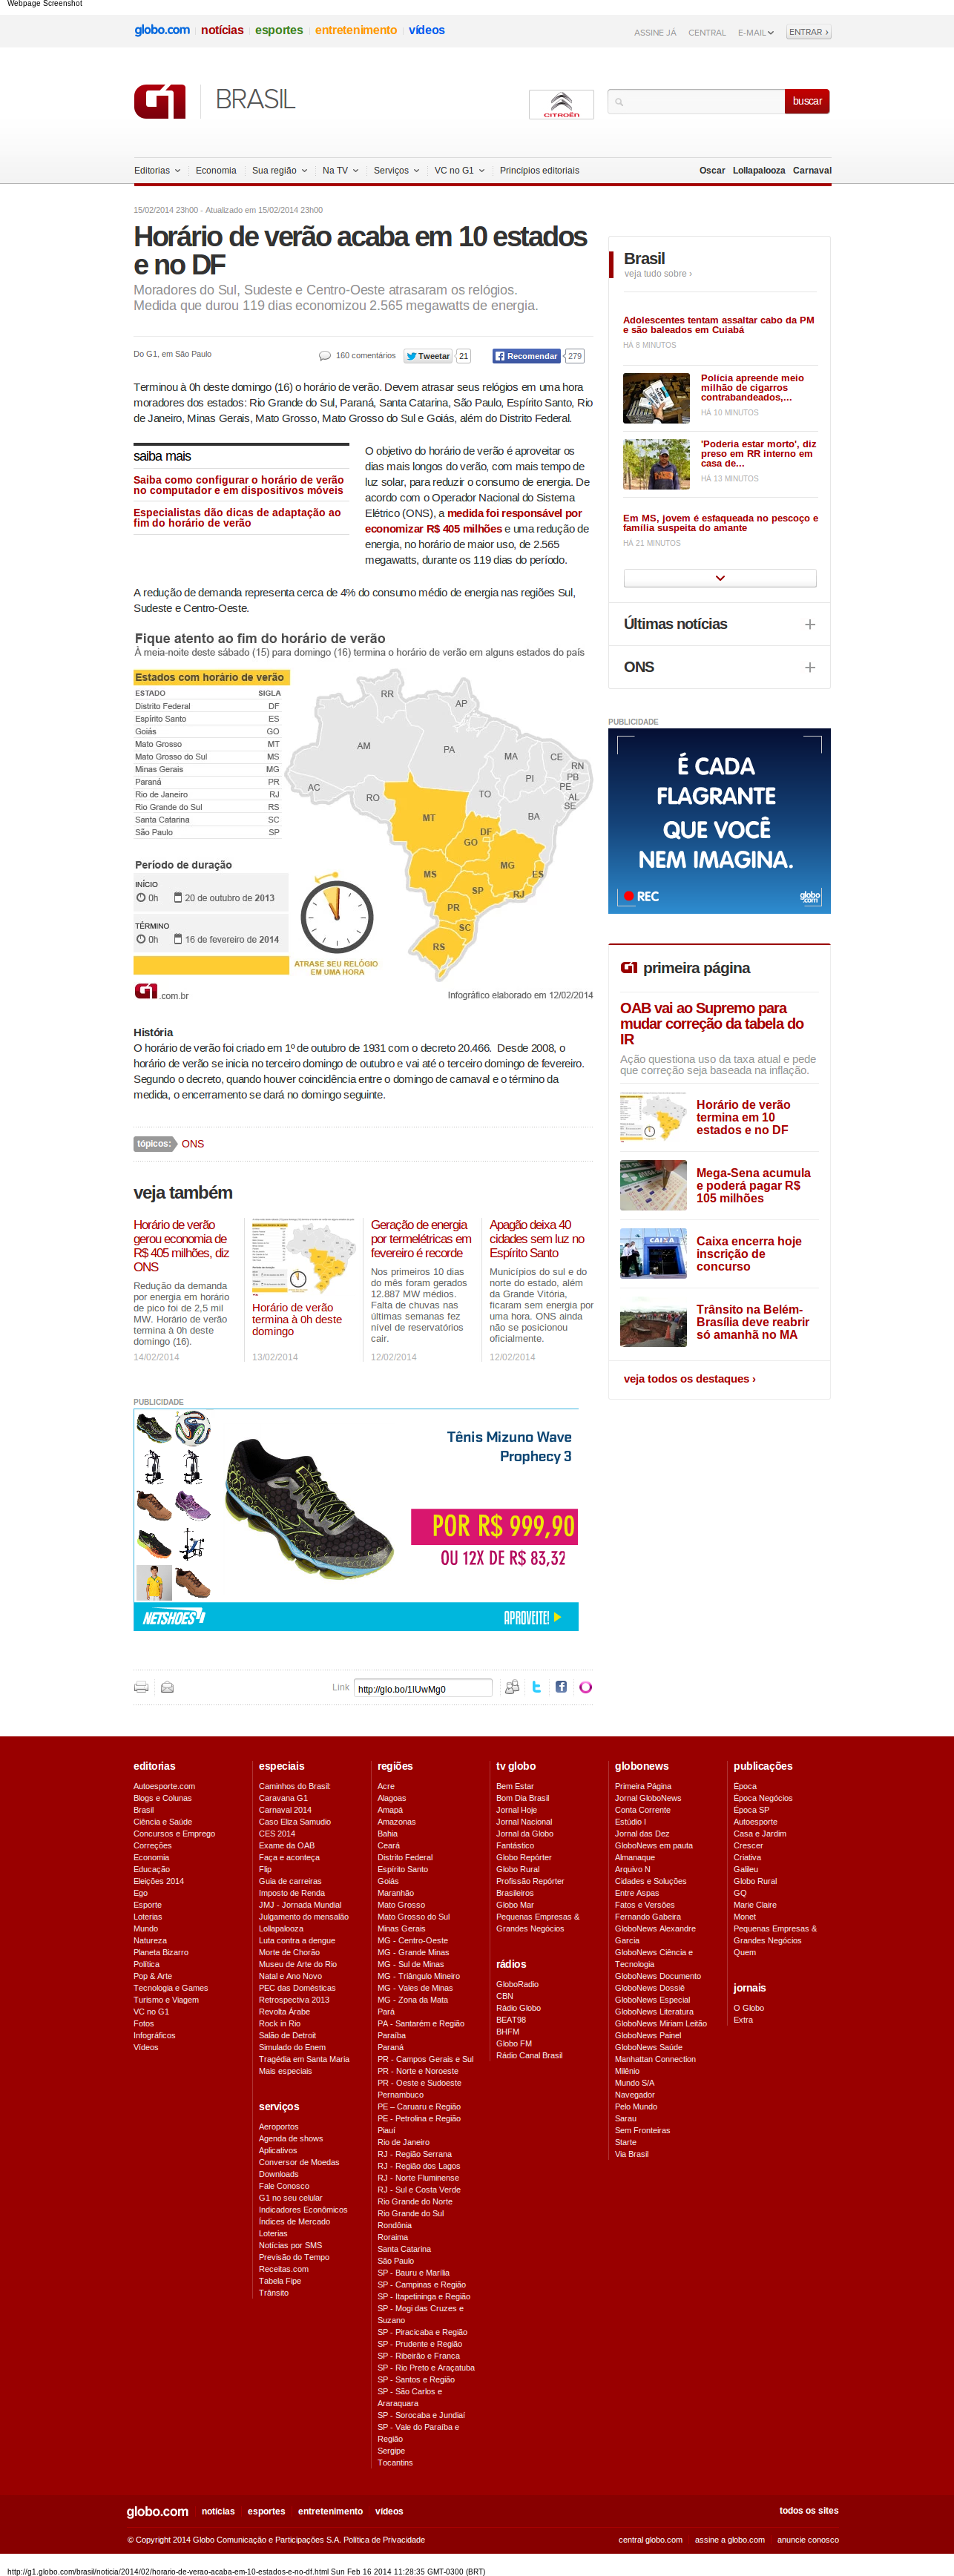 Webpage Screenshot
globo.com notícias esportes entretenimento vídeos
ASSINE JÁ CENTRAL E-MAIL ENTRAR ›
G1 BRASIL
CITROËN
buscar
Editorias Economia Sua região Na TV Serviços VC no G1 Princípios editoriais
Oscar Lollapalooza Carnaval
15/02/2014 23h00 - Atualizado em 15/02/2014 23h00
Horário de verão acaba em 10 estados
e no DF
Moradores do Sul, Sudeste e Centro-Oeste atrasaram os relógios.
Medida que durou 119 dias economizou 2.565 megawatts de energia.
Do G1, em São Paulo
160 comentários
Tweetar 21
Recomendar 279
Terminou à 0h deste domingo (16) o horário de verão. Devem atrasar seus relógios em uma hora
moradores dos estados: Rio Grande do Sul, Paraná, Santa Catarina, São Paulo, Espírito Santo, Rio
de Janeiro, Minas Gerais, Mato Grosso, Mato Grosso do Sul e Goiás, além do Distrito Federal.
saiba mais
Saiba como configurar o horário de verão
no computador e em dispositivos móveis
Especialistas dão dicas de adaptação ao
fim do horário de verão
O objetivo do horário de verão é aproveitar os
dias mais longos do verão, com mais tempo de
luz solar, para reduzir o consumo de energia. De
acordo com o Operador Nacional do Sistema
Elétrico (ONS), a medida foi responsável por
economizar R$ 405 milhões e uma redução de
energia, no horário de maior uso, de 2.565
megawatts, durante os 119 dias do período.
A redução de demanda representa cerca de 4% do consumo médio de energia nas regiões Sul,
Sudeste e Centro-Oeste.
Fique atento ao fim do horário de verão
À meia-noite deste sábado (15) para domingo (16) termina o horário de verão em alguns estados do país
Estados com horário de verão
ESTADO SIGLA
Distrito Federal DF
Espírito Santo ES
Goiás GO
Mato Grosso MT
Mato Grosso do Sul MS
Minas Gerais MG
Paraná PR
Rio de Janeiro RJ
Rio Grande do Sul RS
Santa Catarina SC
São Paulo SP
RR
AP
AM
PA
MA
CE
RN
PB
PE
AL
SE
PI
AC
RO
TO
BA
MT
DF
GO
MG
MS
ES
SP
RJ
PR
SC
RS
Período de duração
INÍCIO
0h 20 de outubro de 2013
TÉRMINO
0h 16 de fevereiro de 2014
ATRASE SEU RELÓGIO
EM UMA HORA
G1.com.br
Infográfico elaborado em 12/02/2014
História
O horário de verão foi criado em 1º de outubro de 1931 com o decreto 20.466. Desde 2008, o
horário de verão se inicia no terceiro domingo de outubro e vai até o terceiro domingo de fevereiro.
Segundo o decreto, quando houver coincidência entre o domingo de carnaval e o término da
medida, o encerramento se dará no domingo seguinte.
tópicos: ONS
veja também
Horário de verão
gerou economia de
R$ 405 milhões, diz
ONS
Redução da demanda
por energia em horário
de pico foi de 2,5 mil
MW. Horário de verão
termina à 0h deste
domingo (16).
14/02/2014
Horário de verão
termina à 0h deste
domingo
13/02/2014
Geração de energia
por termelétricas em
fevereiro é recorde
Nos primeiros 10 dias
do mês foram gerados
12.887 MW médios.
Falta de chuvas nas
últimas semanas fez
nível de reservatórios
cair.
12/02/2014
Apagão deixa 40
cidades sem luz no
Espírito Santo
Municípios do sul e do
norte do estado, além
da Grande Vitória,
ficaram sem energia por
uma hora. ONS ainda
não se posicionou
oficialmente.
12/02/2014
PUBLICIDADE
Tênis Mizuno Wave
Prophecy 3
POR R$ 999,90
OU 12X DE R$ 83,32
NETSHOES
APROVEITE!
Link http://glo.bo/1lUwMg0
Brasil
veja tudo sobre ›
Adolescentes tentam assaltar cabo da PM
e são baleados em Cuiabá
HÁ 8 MINUTOS
Polícia apreende meio
milhão de cigarros
contrabandeados,...
HÁ 10 MINUTOS
'Poderia estar morto', diz
preso em RR interno em
casa de...
HÁ 13 MINUTOS
Em MS, jovem é esfaqueada no pescoço e
família suspeita do amante
HÁ 21 MINUTOS
Últimas notícias +
ONS +
PUBLICIDADE
É CADA
FLAGRANTE
QUE VOCÊ
NEM IMAGINA.
REC
globo.com
G1 primeira página
OAB vai ao Supremo para
mudar correção da tabela do
IR
Ação questiona uso da taxa atual e pede
que correção seja baseada na inflação.
Horário de verão
termina em 10
estados e no DF
Mega-Sena acumula
e poderá pagar R$
105 milhões
CAIXA
Caixa encerra hoje
inscrição de
concurso
Trânsito na Belém-
Brasília deve reabrir
só amanhã no MA
veja todos os destaques ›
editorias
Autoesporte.com
Blogs e Colunas
Brasil
Ciência e Saúde
Concursos e Emprego
Correções
Economia
Educação
Eleições 2014
Ego
Esporte
Loterias
Mundo
Natureza
Planeta Bizarro
Política
Pop & Arte
Tecnologia e Games
Turismo e Viagem
VC no G1
Fotos
Infográficos
Vídeos
especiais
Caminhos do Brasil:
Caravana G1
Carnaval 2014
Caso Eliza Samudio
CES 2014
Exame da OAB
Faça e aconteça
Flip
Guia de carreiras
Imposto de Renda
JMJ - Jornada Mundial
Julgamento do mensalão
Lollapalooza
Luta contra a dengue
Morte de Chorão
Museu de Arte do Rio
Natal e Ano Novo
PEC das Domésticas
Retrospectiva 2013
Revolta Árabe
Rock in Rio
Salão de Detroit
Simulado do Enem
Tragédia em Santa Maria
Mais especiais
serviços
Aeroportos
Agenda de shows
Aplicativos
Conversor de Moedas
Downloads
Fale Conosco
G1 no seu celular
Indicadores Econômicos
Índices de Mercado
Loterias
Notícias por SMS
Previsão do Tempo
Receitas.com
Tabela Fipe
Trânsito
regiões
Acre
Alagoas
Amapá
Amazonas
Bahia
Ceará
Distrito Federal
Espírito Santo
Goiás
Maranhão
Mato Grosso
Mato Grosso do Sul
Minas Gerais
MG - Centro-Oeste
MG - Grande Minas
MG - Sul de Minas
MG - Triângulo Mineiro
MG - Vales de Minas
MG - Zona da Mata
Pará
PA - Santarém e Região
Paraíba
Paraná
PR - Campos Gerais e Sul
PR - Norte e Noroeste
PR - Oeste e Sudoeste
Pernambuco
PE – Caruaru e Região
PE - Petrolina e Região
Piauí
Rio de Janeiro
RJ - Região Serrana
RJ - Região dos Lagos
RJ - Norte Fluminense
RJ - Sul e Costa Verde
Rio Grande do Norte
Rio Grande do Sul
Rondônia
Roraima
Santa Catarina
São Paulo
SP - Bauru e Marília
SP - Campinas e Região
SP - Itapetininga e Região
SP - Mogi das Cruzes e
Suzano
SP - Piracicaba e Região
SP - Prudente e Região
SP - Ribeirão e Franca
SP - Rio Preto e Araçatuba
SP - Santos e Região
SP - São Carlos e
Araraquara
SP - Sorocaba e Jundiaí
SP - Vale do Paraíba e
Região
Sergipe
Tocantins
tv globo
Bem Estar
Bom Dia Brasil
Jornal Hoje
Jornal Nacional
Jornal da Globo
Fantástico
Globo Repórter
Globo Rural
Profissão Repórter
Brasileiros
Globo Mar
Pequenas Empresas &
Grandes Negócios
rádios
GloboRadio
CBN
Rádio Globo
BEAT98
BHFM
Globo FM
Rádio Canal Brasil
globonews
Primeira Página
Jornal GloboNews
Conta Corrente
Estúdio I
Jornal das Dez
GloboNews em pauta
Almanaque
Arquivo N
Cidades e Soluções
Entre Aspas
Fatos e Versões
Fernando Gabeira
GloboNews Alexandre
Garcia
GloboNews Ciência e
Tecnologia
GloboNews Documento
GloboNews Dossiê
GloboNews Especial
GloboNews Literatura
GloboNews Miriam Leitão
GloboNews Painel
GloboNews Saúde
Manhattan Connection
Milênio
Mundo S/A
Navegador
Pelo Mundo
Sarau
Sem Fronteiras
Starte
Via Brasil
publicações
Época
Época Negócios
Época SP
Autoesporte
Casa e Jardim
Crescer
Criativa
Galileu
Globo Rural
GQ
Marie Claire
Monet
Pequenas Empresas &
Grandes Negócios
Quem
jornais
O Globo
Extra
globo.com notícias esportes entretenimento vídeos
todos os sites
© Copyright 2014 Globo Comunicação e Participações S.A. Política de Privacidade
central globo.com assine a globo.com anuncie conosco
http://g1.globo.com/brasil/noticia/2014/02/horario-de-verao-acaba-em-10-estados-e-no-df.html Sun Feb 16 2014 11:28:35 GMT-0300 (BRT)